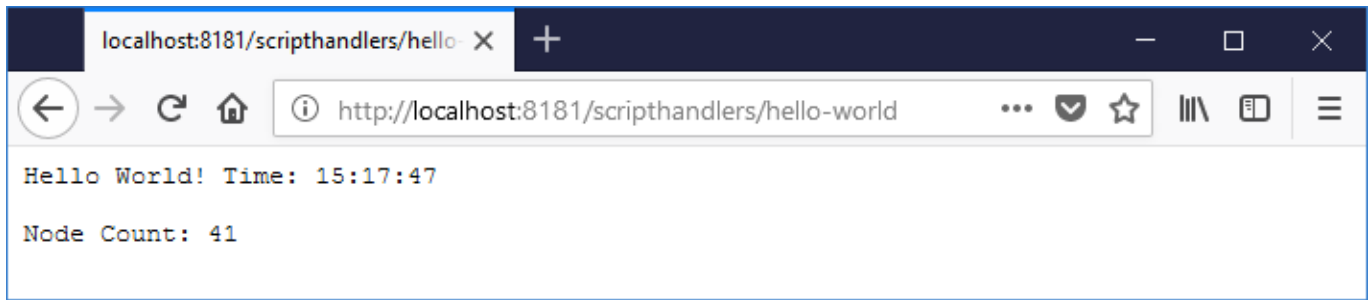 localhost:8181/scripthandlers/hello-
http://localhost:8181/scripthandlers/hello-world
Hello World! Time: 15:17:47
Node Count: 41